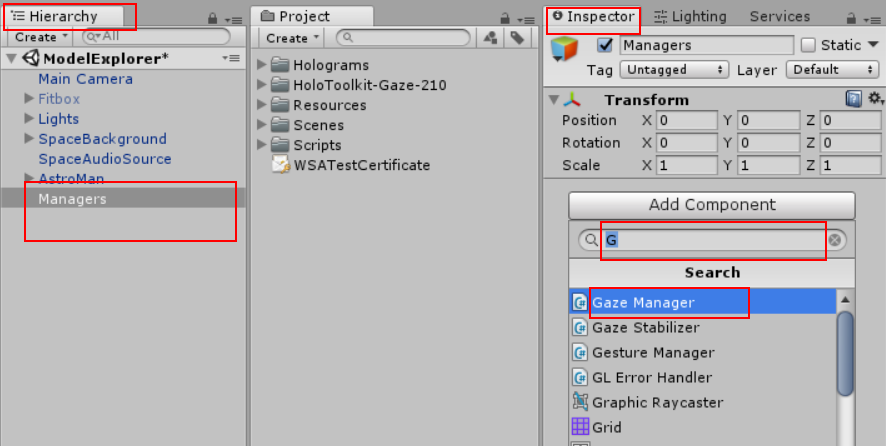 Hierarchy
Create
All
ModelExplorer*
Main Camera
Fitbox
Lights
SpaceBackground
SpaceAudioSource
AstroMan
Managers
Project
Create
Holograms
HoloToolkit-Gaze-210
Resources
Scenes
Scripts
WSATestCertificate
Inspector Lighting Services
Managers Static
Tag Untagged Layer Default
Transform
Position X 0 Y 0 Z 0
Rotation X 0 Y 0 Z 0
Scale X 1 Y 1 Z 1
Add Component
G
Search
Gaze Manager
Gaze Stabilizer
Gesture Manager
GL Error Handler
Graphic Raycaster
Grid